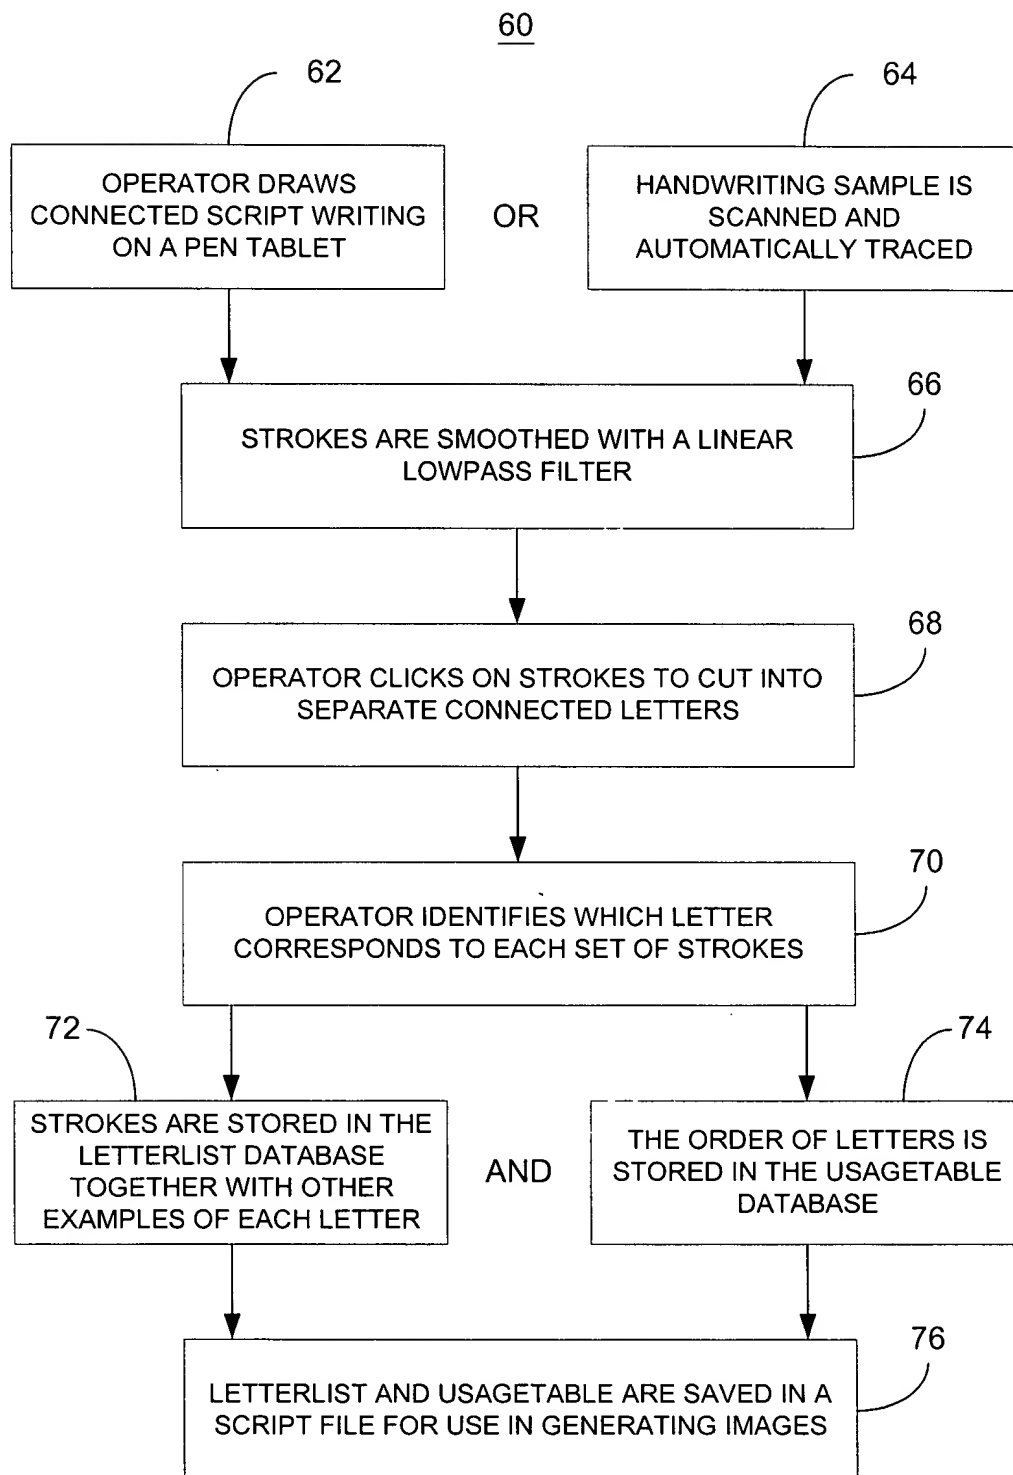 60
62
64
OPERATOR DRAWS
CONNECTED SCRIPT WRITING
ON A PEN TABLET
OR
HANDWRITING SAMPLE IS
SCANNED AND
AUTOMATICALLY TRACED
66
STROKES ARE SMOOTHED WITH A LINEAR
LOWPASS FILTER
68
OPERATOR CLICKS ON STROKES TO CUT INTO
SEPARATE CONNECTED LETTERS
70
OPERATOR IDENTIFIES WHICH LETTER
CORRESPONDS TO EACH SET OF STROKES
72
74
STROKES ARE STORED IN THE
LETTERLIST DATABASE
TOGETHER WITH OTHER
EXAMPLES OF EACH LETTER
AND
THE ORDER OF LETTERS IS
STORED IN THE USAGETABLE
DATABASE
76
LETTERLIST AND USAGETABLE ARE SAVED IN A
SCRIPT FILE FOR USE IN GENERATING IMAGES